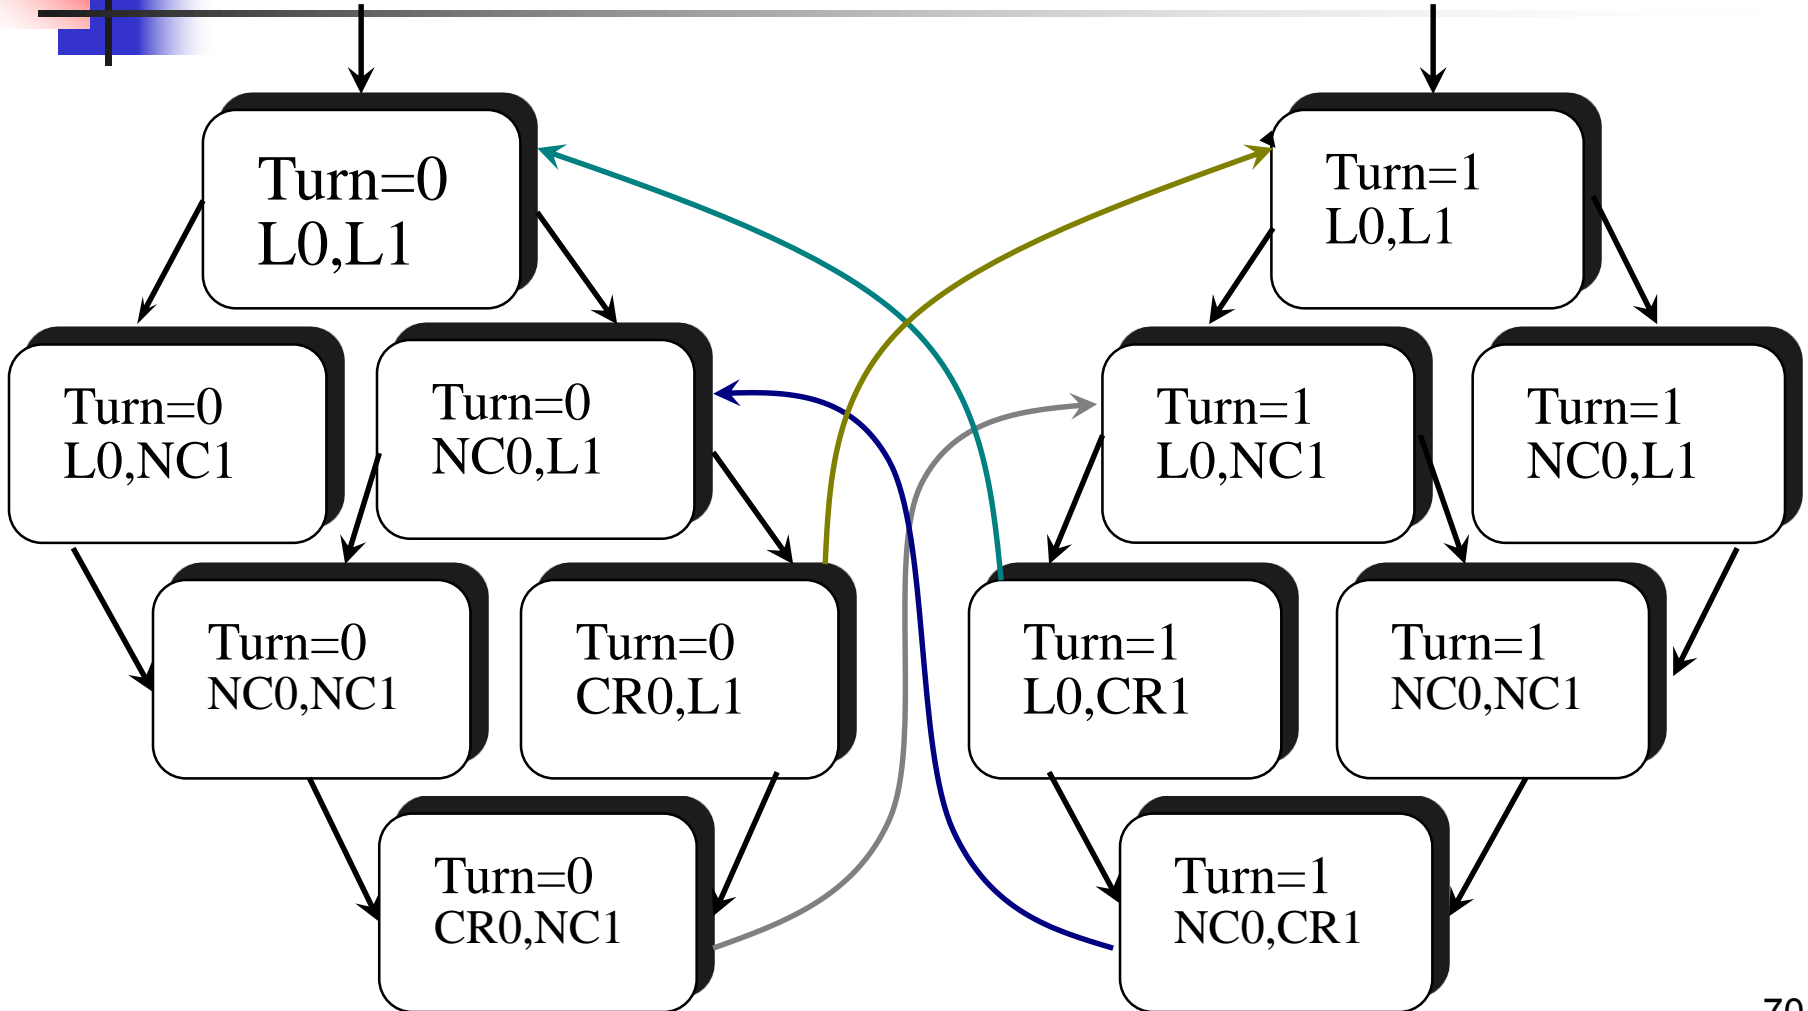 Turn=0
L0,L1
Turn=1
L0,L1
Turn=0
L0,NC1
Turn=0
NC0,L1
Turn=1
L0,NC1
Turn=1
NC0,L1
Turn=0
NC0,NC1
Turn=0
CR0,L1
Turn=1
L0,CR1
Turn=1
NC0,NC1
Turn=0
CR0,NC1
Turn=1
NC0,CR1